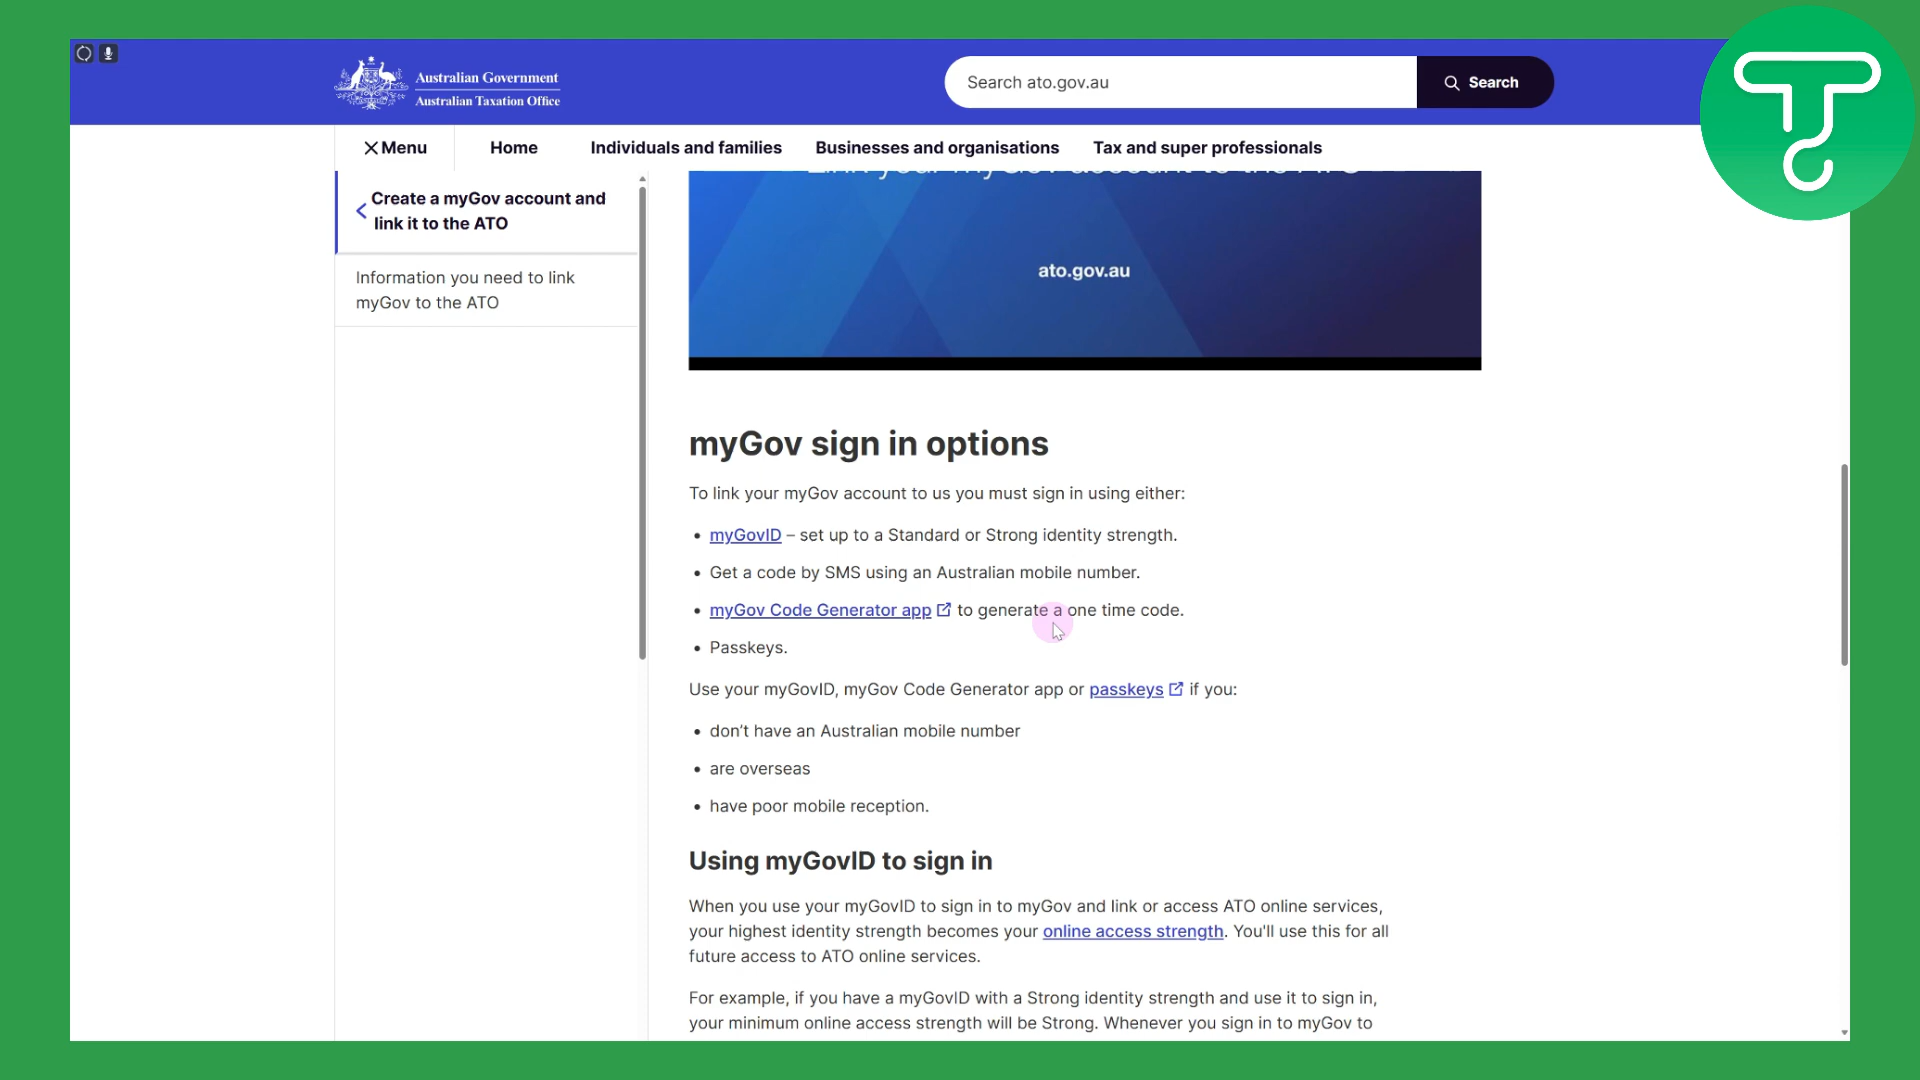 Australian Government
Australian Taxation Office
Search ato.gov.au
Search
Menu
Home
Individuals and families
Businesses and organisations
Tax and super professionals
Create a myGov account and
link it to the ATO
Information you need to link
myGov to the ATO
Link your myGov account to the ATO
ato.gov.au
myGov sign in options
To link your myGov account to us you must sign in using either:
• myGovID – set up to a Standard or Strong identity strength.
• Get a code by SMS using an Australian mobile number.
• myGov Code Generator app to generate a one time code.
• Passkeys.
Use your myGovID, myGov Code Generator app or passkeys if you:
• don’t have an Australian mobile number
• are overseas
• have poor mobile reception.
Using myGovID to sign in
When you use your myGovID to sign in to myGov and link or access ATO online services,
your highest identity strength becomes your online access strength. You'll use this for all
future access to ATO online services.
For example, if you have a myGovID with a Strong identity strength and use it to sign in,
your minimum online access strength will be Strong. Whenever you sign in to myGov to